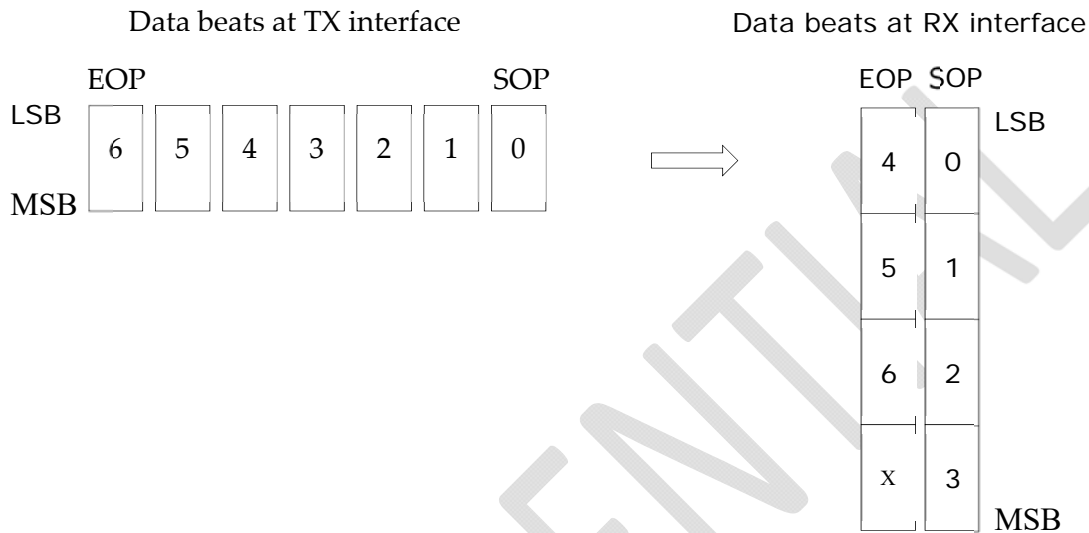 Data beats at TX interface
Data beats at RX interface
EOP SOP
EOP SOP
LSB
LSB
6 5 4 3 2 1 0
4 0
MSB
5 1
6 2
x 3
MSB
ENTIAL